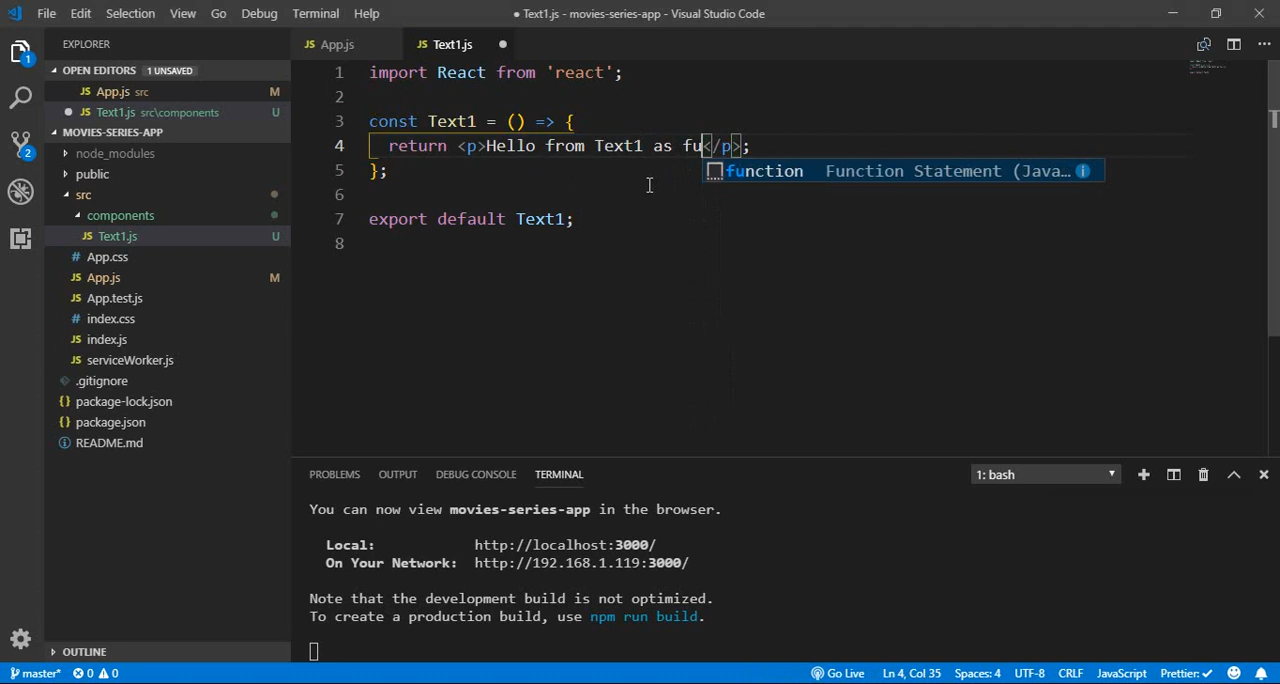 File Edit Selection View Go Debug Terminal Help
● Text1.js - movies-series-app - Visual Studio Code
EXPLORER
OPEN EDITORS 1 UNSAVED
JS App.js src M
● JS Text1.js src\components U
MOVIES-SERIES-APP
node_modules
public
src
components
JS Text1.js U
# App.css
JS App.js M
JS App.test.js
# index.css
JS index.js
JS serviceWorker.js
.gitignore
{} package-lock.json
{} package.json
README.md
OUTLINE
1
2
JS App.js JS Text1.js
1 import React from 'react';
2
3 const Text1 = () => {
4 return <p>Hello from Text1 as fu</p>;
function Function Statement (Java...
5 };
6
7 export default Text1;
8
PROBLEMS OUTPUT DEBUG CONSOLE TERMINAL 1: bash
You can now view movies-series-app in the browser.
Local: http://localhost:3000/
On Your Network: http://192.168.1.119:3000/
Note that the development build is not optimized.
To create a production build, use npm run build.
master* 0 0 Go Live Ln 4, Col 35 Spaces: 4 UTF-8 CRLF JavaScript Prettier: ✓